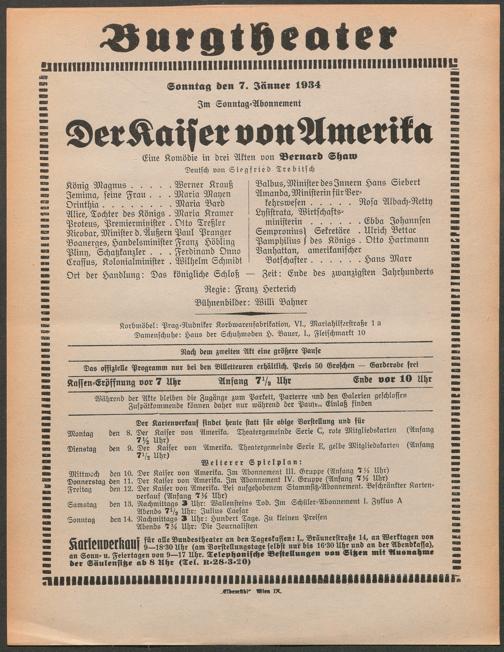 Burgtheater
Sonntag den 7. Jänner 1934
Im Sonntag-Abonnement
Der Kaiser von Amerika
Eine Komödie in drei Akten von Bernard Shaw
Deutsch von Siegfried Trebitsch
König Magnus . . . . . Werner Krauß
Jemima, seine Frau . . . Maria Mayen
Orinthia . . . . . . . Maria Bard
Alice, Tochter des Königs . Maria Kramer
Proteus, Premierminister . Otto Treßler
Nicobar, Minister d. Äußern Paul Pranger
Boanerges, Handelsminister Franz Höbling
Pliny, Schatzkanzler . . . Ferdinand Onno
Crassus, Kolonialminister . Wilhelm Schmidt
Balbus, Minister des Innern Hans Siebert
Amanda, Ministerin für Ver-
kehrswesen . . . . . Rosa Albach-Retty
Lysistrata, Wirtschafts-
ministerin . . . . . Ebba Johannsen
Sempronius } Sekretäre . Ulrich Bettac
Pamphilius } des Königs . Otto Hartmann
Vanhattan, amerikanischer
Botschafter . . . . . . Hans Marr
Ort der Handlung: Das königliche Schloß — Zeit: Ende des zwanzigsten Jahrhunderts
Regie: Franz Herterich
Bühnenbilder: Willi Bahner
Korbmöbel: Prag-Rudniker Korbwarenfabrikation, VI., Mariahilferstraße 1 a
Damenschuhe: Haus der Schuhmoden H. Bauer, I., Fleischmarkt 10
Nach dem zweiten Akt eine größere Pause
Das offizielle Programm nur bei den Billetteuren erhältlich. Preis 50 Groschen — Garderobe frei
Kassen-Eröffnung vor 7 Uhr Anfang 7½ Uhr Ende vor 10 Uhr
Während der Akte bleiben die Zugänge zum Parkett, Parterre und den Galerien geschlossen
Zuspätkommende können daher nur während der Pausen Einlaß finden
Der Kartenverkauf findet heute statt für obige Vorstellung und für
Montag den 8. Der Kaiser von Amerika. Theatergemeinde Serie C, rote Mitgliedskarten (Anfang
7½ Uhr)
Dienstag den 9. Der Kaiser von Amerika. Theatergemeinde Serie E, gelbe Mitgliedskarten (Anfang
7½ Uhr)
Weiterer Spielplan:
Mittwoch den 10. Der Kaiser von Amerika. Im Abonnement III. Gruppe (Anfang 7½ Uhr)
Donnerstag den 11. Der Kaiser von Amerika. Im Abonnement IV. Gruppe (Anfang 7½ Uhr)
Freitag den 12. Der Kaiser von Amerika. Bei aufgehobenem Stammsitz-Abonnement. Beschränkter Karten-
verkauf (Anfang 7½ Uhr)
Samstag den 13. Nachmittags 3 Uhr: Wallensteins Tod. Im Schüler-Abonnement I. Zyklus A
Abends 7½ Uhr: Julius Caesar
Sonntag den 14. Nachmittags 3 Uhr: Hundert Tage. Zu kleinen Preisen
Abends 7½ Uhr: Die Journalisten
Kartenverkauf für alle Bundestheater an den Tageskassen: I., Bräunerstraße 14, an Werktagen von
9—18:30 Uhr (am Vorstellungstage selbst nur bis 16:30 Uhr und an der Abendkassa),
an Sonn- u. Feiertagen von 9—17 Uhr. Telephonische Bestellungen von Sitzen mit Ausnahme
der Säulensitze ab 8 Uhr (Tel. R-28-3-20)
„Elbemühl“ Wien IX.